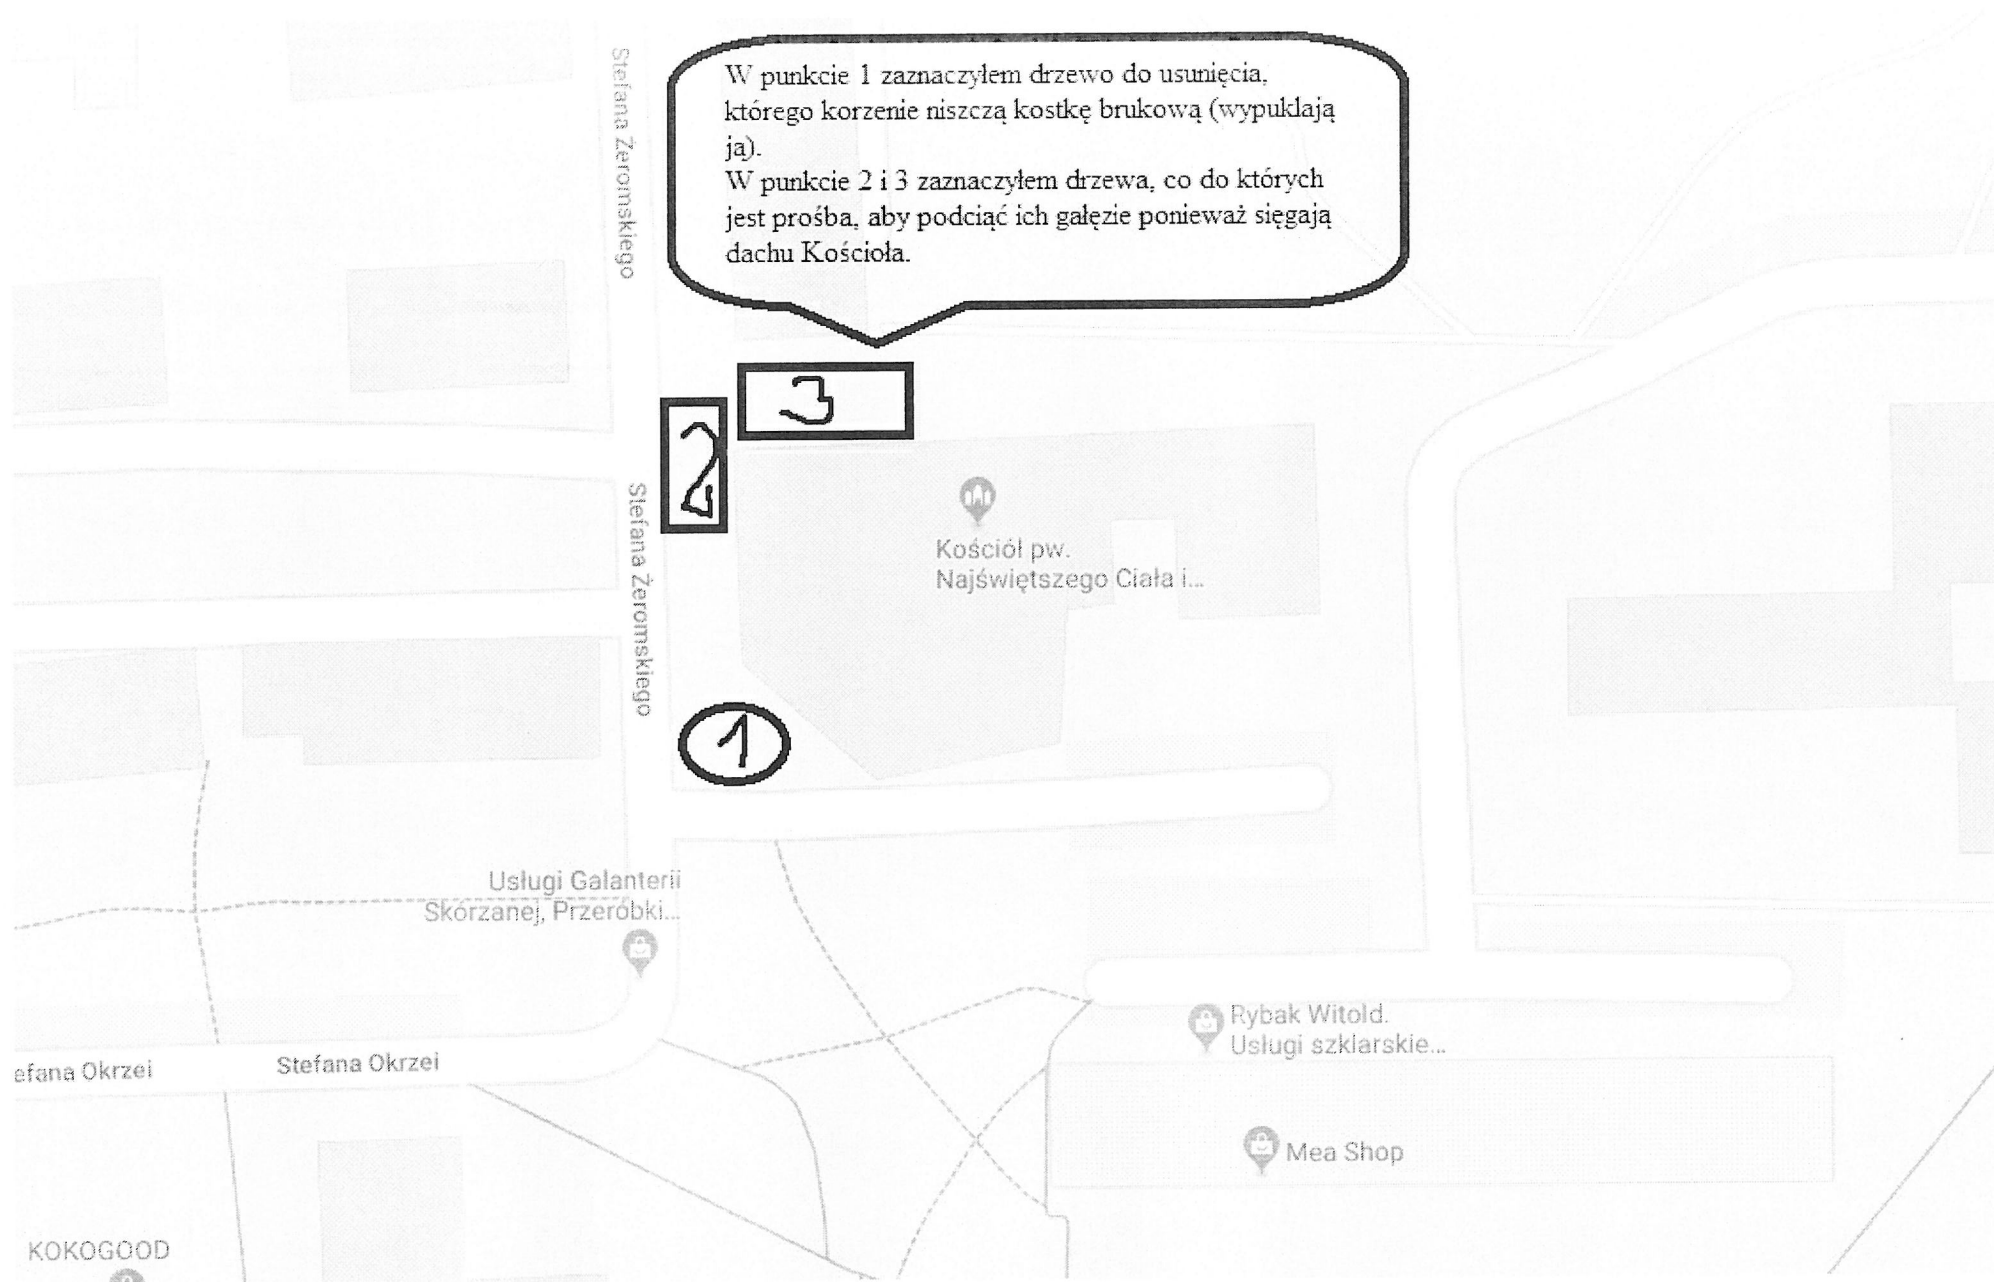 Stefana Żeromskiego
W punkcie 1 zaznaczyłem drzewo do usunięcia,
którego korzenie niszczą kostkę brukową (wypuklają
ją).
W punkcie 2 i 3 zaznaczyłem drzewa, co do których
jest prośba, aby podciąć ich gałęzie ponieważ sięgają
dachu Kościoła.
3
2
Stefana Żeromskiego
Kościół pw.
Najświętszego Ciała i...
1
Usługi Galanterii
Skórzanej, Przeróbki...
Rybak Witold.
Usługi szklarskie...
efana Okrzei
Stefana Okrzei
Mea Shop
KOKOGOOD